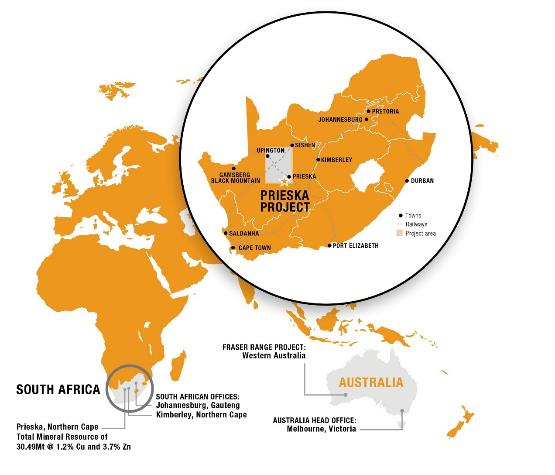 PRETORIA
JOHANNESBURG
SISHEN
UPINGTON
KIMBERLEY
GAMSBERG
BLACK MOUNTAIN
PRIESKA
DURBAN
PRIESKA
PROJECT
Towns
Railways
Project area
SALDANHA
CAPE TOWN
PORT ELIZABETH
FRASER RANGE PROJECT:
Western Australia
AUSTRALIA
SOUTH AFRICA
SOUTH AFRICAN OFFICES:
Johannesburg, Gauteng
Kimberley, Northern Cape
AUSTRALIA HEAD OFFICE:
Melbourne, Victoria
Prieska, Northern Cape
Total Mineral Resource of
30.49Mt @ 1.2% Cu and 3.7% Zn